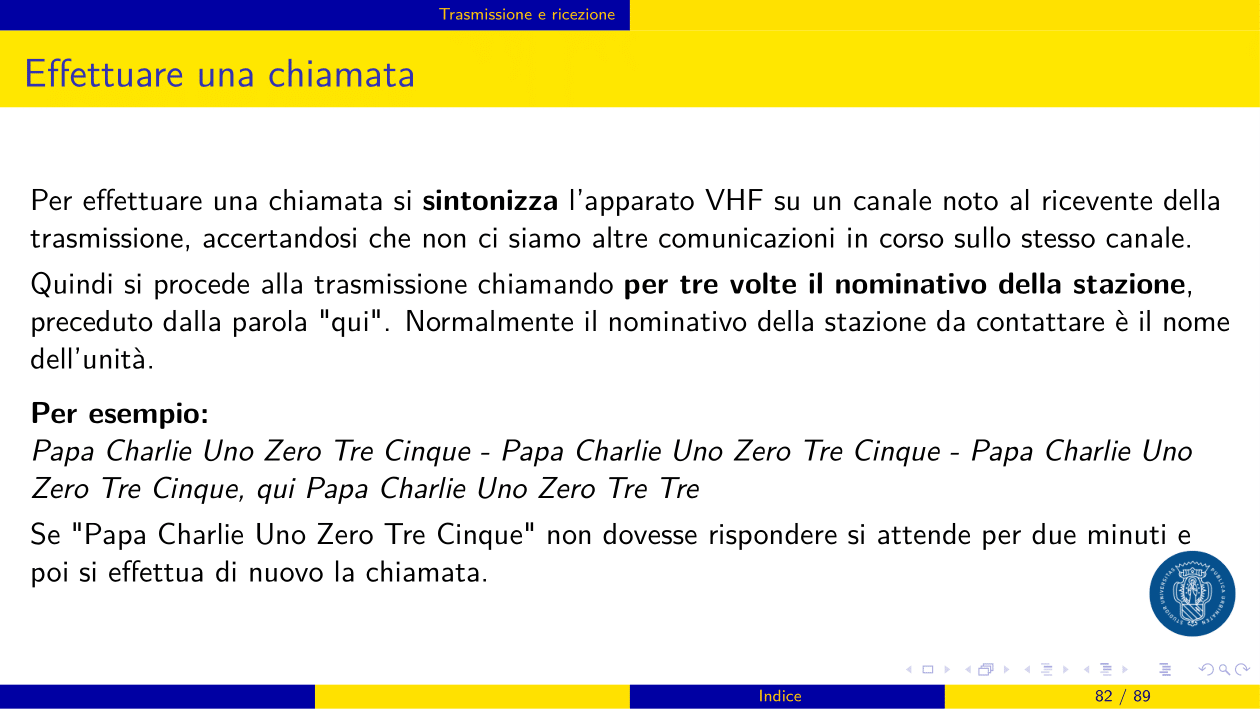 Trasmissione e ricezione
Effettuare una chiamata
Per effettuare una chiamata si sintonizza l'apparato VHF su un canale noto al ricevente della
trasmissione, accertandosi che non ci siamo altre comunicazioni in corso sullo stesso canale.
Quindi si procede alla trasmissione chiamando per tre volte il nominativo della stazione,
preceduto dalla parola "qui". Normalmente il nominativo della stazione da contattare è il nome
dell'unità.
Per esempio:
Papa Charlie Uno Zero Tre Cinque - Papa Charlie Uno Zero Tre Cinque - Papa Charlie Uno
Zero Tre Cinque, qui Papa Charlie Uno Zero Tre Tre
Se "Papa Charlie Uno Zero Tre Cinque" non dovesse rispondere si attende per due minuti e
poi si effettua di nuovo la chiamata.
Indice
82 / 89